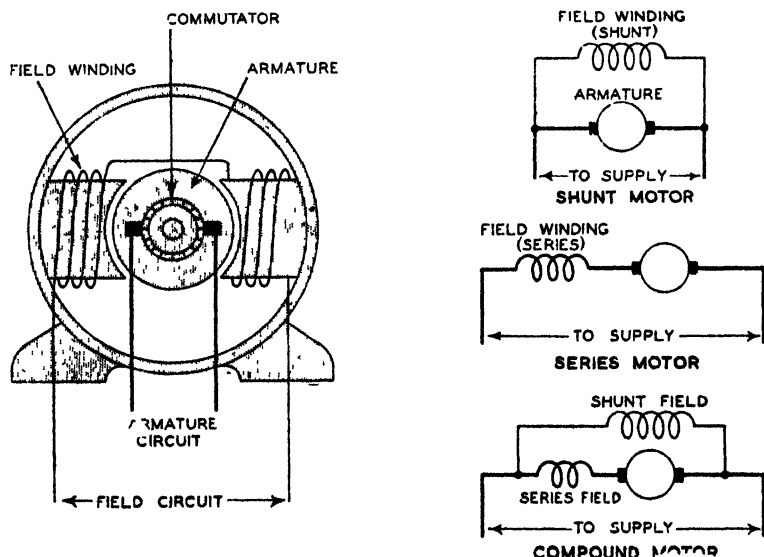 COMMUTATOR
FIELD WINDING
ARMATURE
ARMATURE
CIRCUIT
FIELD CIRCUIT
FIELD WINDING
(SHUNT)
ARMATURE
TO SUPPLY
SHUNT MOTOR
FIELD WINDING
(SERIES)
TO SUPPLY
SERIES MOTOR
SHUNT FIELD
SERIES FIELD
TO SUPPLY
COMPOUND MOTOR